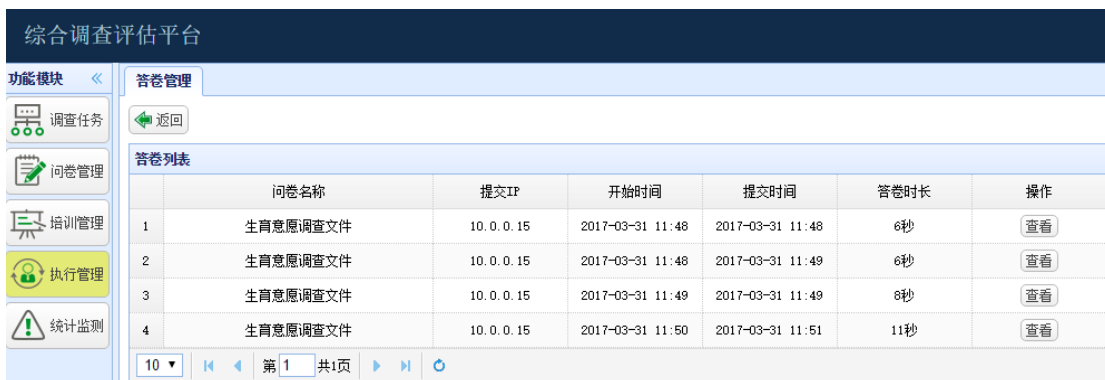 综合调查评估平台
功能模块
答卷管理
调查任务
返回
问卷管理
答卷列表
问卷名称 提交IP 开始时间 提交时间 答卷时长 操作
培训管理
1 生育意愿调查文件 10.0.0.15 2017-03-31 11:48 2017-03-31 11:48 6秒 查看
2 生育意愿调查文件 10.0.0.15 2017-03-31 11:48 2017-03-31 11:49 6秒 查看
执行管理
3 生育意愿调查文件 10.0.0.15 2017-03-31 11:49 2017-03-31 11:49 8秒 查看
统计监测
4 生育意愿调查文件 10.0.0.15 2017-03-31 11:50 2017-03-31 11:51 11秒 查看
10 第 1 共1页